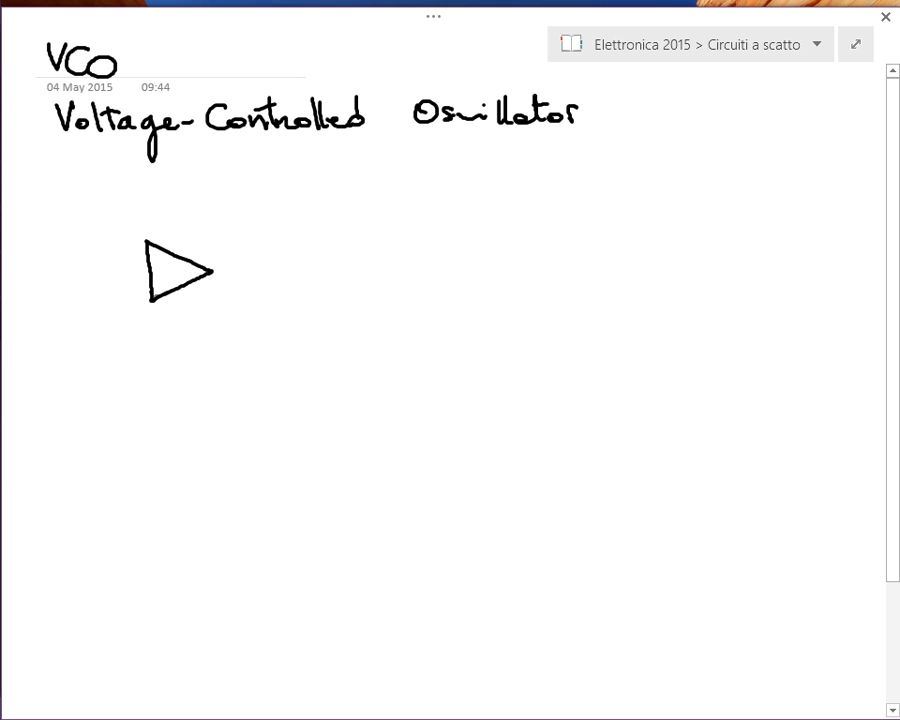 Elettronica 2015 > Circuiti a scatto
VCO
04 May 2015 09:44
Voltage-Controlled Oscillator